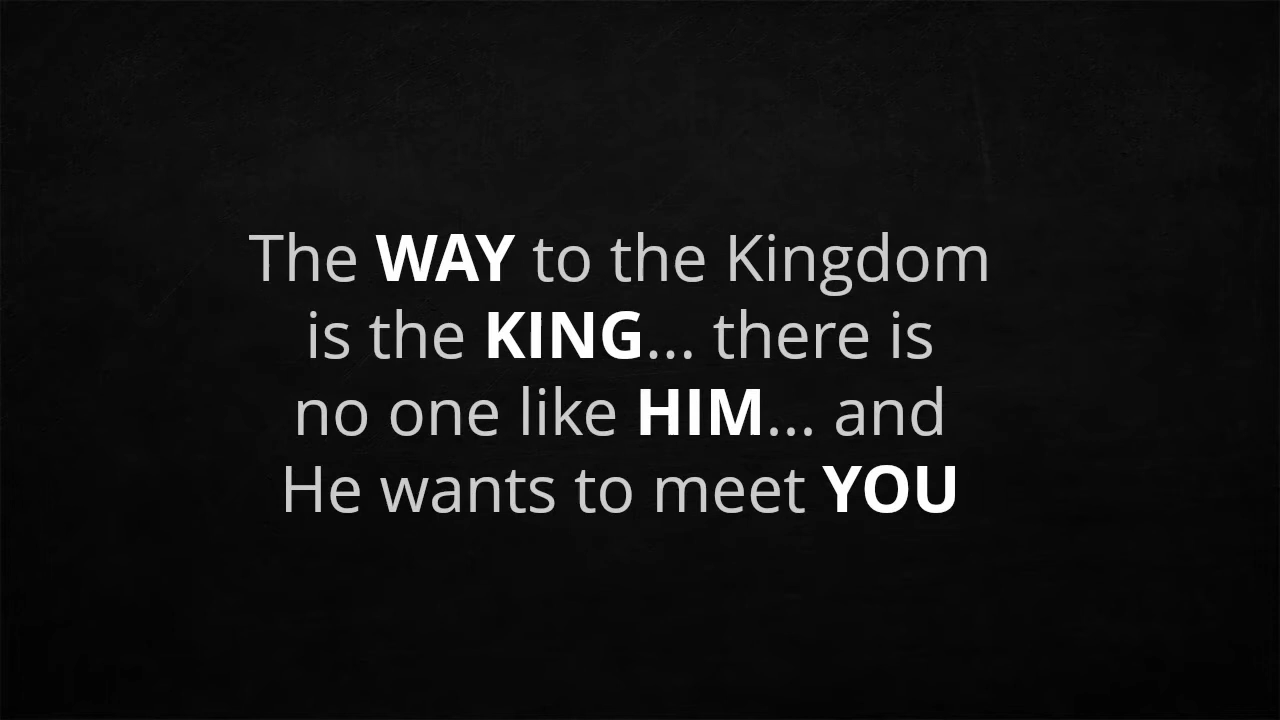 The WAY to the Kingdom
is the KING... there is
no one like HIM... and
He wants to meet YOU